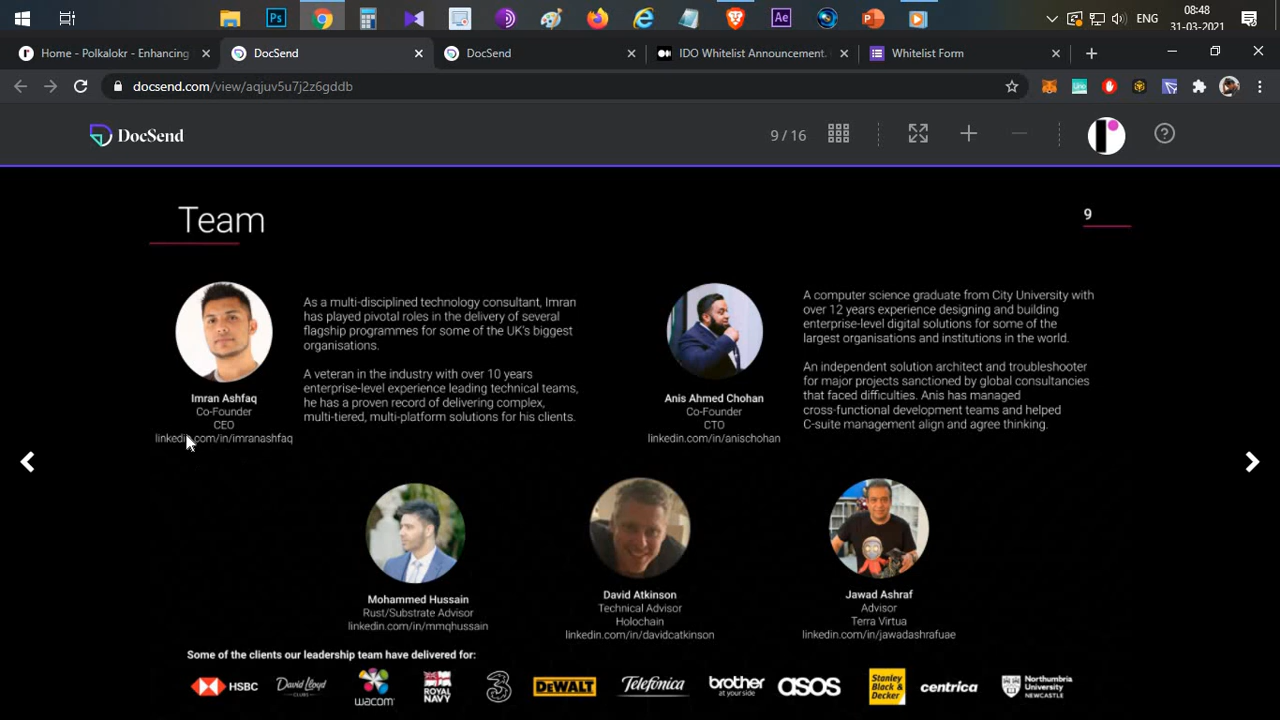 08:48
ENG
31-03-2021
Home - Polkalokr - Enhancing
DocSend
DocSend
IDO Whitelist Announcement.
Whitelist Form
docsend.com/view/aqjuv5u7j2z6gddb
DocSend
9 / 16
Team
9
As a multi-disciplined technology consultant, Imran
has played pivotal roles in the delivery of several
flagship programmes for some of the UK's biggest
organisations.
A veteran in the industry with over 10 years
enterprise-level experience leading technical teams,
he has a proven record of delivering complex,
multi-tiered, multi-platform solutions for his clients.
Imran Ashfaq
Co-Founder
CEO
linkedin.com/in/imranashfaq
A computer science graduate from City University with
over 12 years experience designing and building
enterprise-level digital solutions for some of the
largest organisations and institutions in the world.
An independent solution architect and troubleshooter
for major projects sanctioned by global consultancies
that faced difficulties. Anis has managed
cross-functional development teams and helped
C-suite management align and agree thinking.
Anis Ahmed Chohan
Co-Founder
CTO
linkedin.com/in/anischohan
Mohammed Hussain
Rust/Substrate Advisor
linkedin.com/in/mmqhussain
David Atkinson
Technical Advisor
Holochain
linkedin.com/in/davidcatkinson
Jawad Ashraf
Advisor
Terra Virtua
linkedin.com/in/jawadashrafuae
Some of the clients our leadership team have delivered for:
HSBC
David Lloyd
CLUBS
wacom
ROYAL
NAVY
3
DEWALT
Telefónica
brother
at your side
asos
Stanley
Black &
Decker
centrica
Northumbria
University
NEWCASTLE